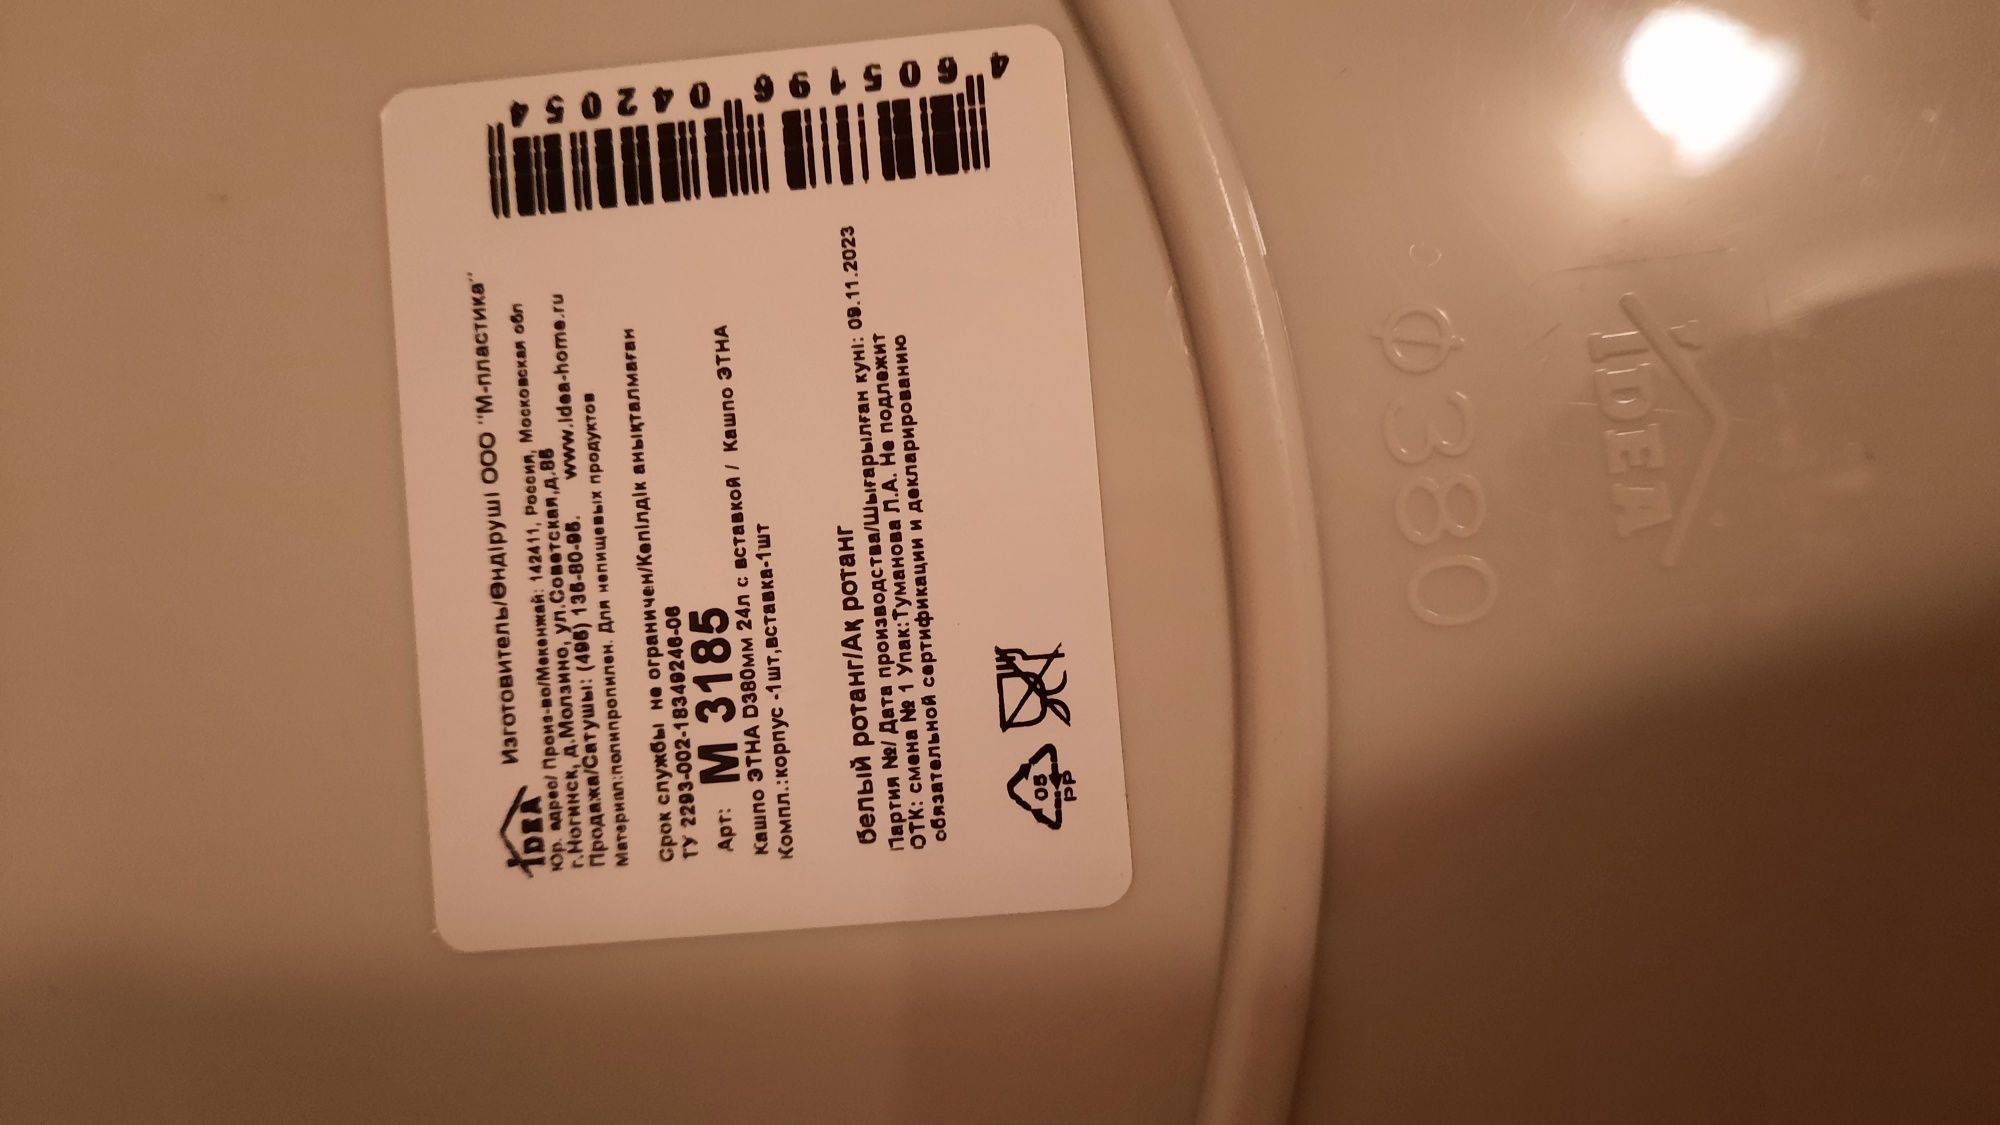 IDEA
Изготовитель/Өндіруші ООО "М-пластика"
Юр. адрес/ Произ-во/Мекенжай: 142411, Россия, Московская обл
г.Ногинск, д.Молзино, ул.Советская,д.86
Продажа/Сатушы: (496) 136-80-96. www.idea-home.ru
Материал:полипропилен. Для непищевых продуктов
Срок службы не ограничен/Кепілдік анықталмаған
ТУ 2293-002-18349246-06
Арт: М 3185
Кашпо ЭТНА D380мм 24л с вставкой / Кашпо ЭТНА
Компл.:корпус -1шт,вставка-1шт
белый ротанг/Ақ ротанг
Партия №/ Дата производства/Шығарылған күні: 09.11.2023
ОТК: смена № 1 Упак:Туманова Л.А. Не подлежит
обязательной сертификации и декларированию
05
PP
4 605196 042054
Ф380
IDEA